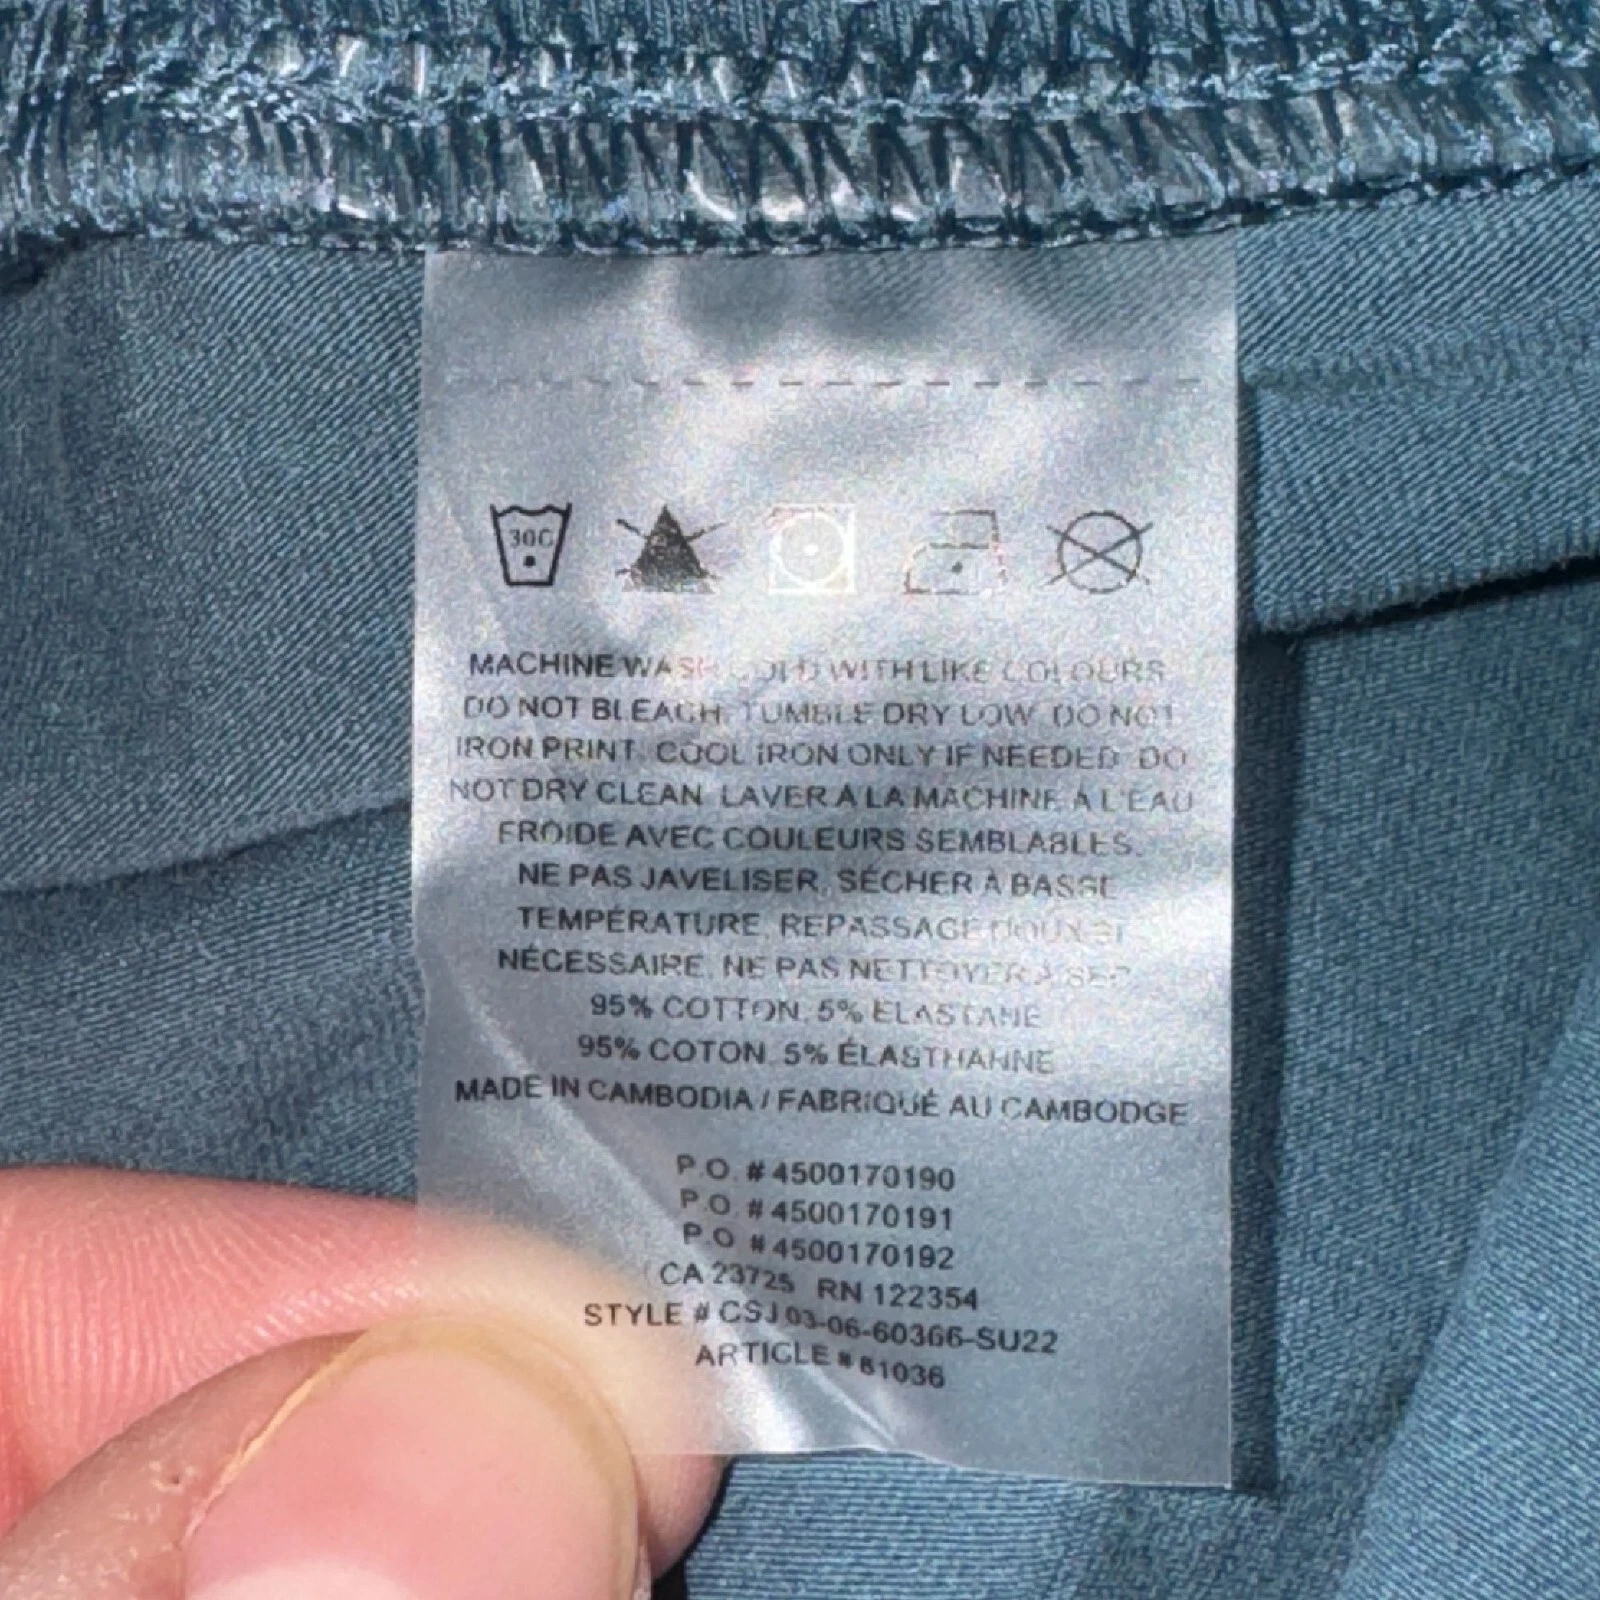 30C
MACHINE WASH COLD WITH LIKE COLOURS
DO NOT BLEACH. TUMBLE DRY LOW. DO NOT
IRON PRINT. COOL IRON ONLY IF NEEDED. DO
NOT DRY CLEAN. LAVER À LA MACHINE À L'EAU
FROIDE AVEC COULEURS SEMBLABLES.
NE PAS JAVELISER. SÉCHER À BASSE
TEMPÉRATURE. REPASSAGE DOUX SI
NÉCESSAIRE. NE PAS NETTOYER À SEC
95% COTTON, 5% ELASTANE
95% COTON, 5% ÉLASTHANNE
MADE IN CAMBODIA / FABRIQUÉ AU CAMBODGE
P.O. # 4500170190
P.O. # 4500170191
P.O # 4500170192
CA 23725 RN 122354
STYLE # CSJ03-06-60366-SU22
ARTICLE #